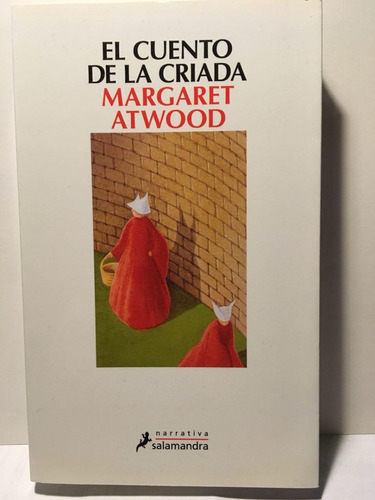 EL CUENTO
DE LA CRIADA
MARGARET
ATWOOD
narrativa
salamandra